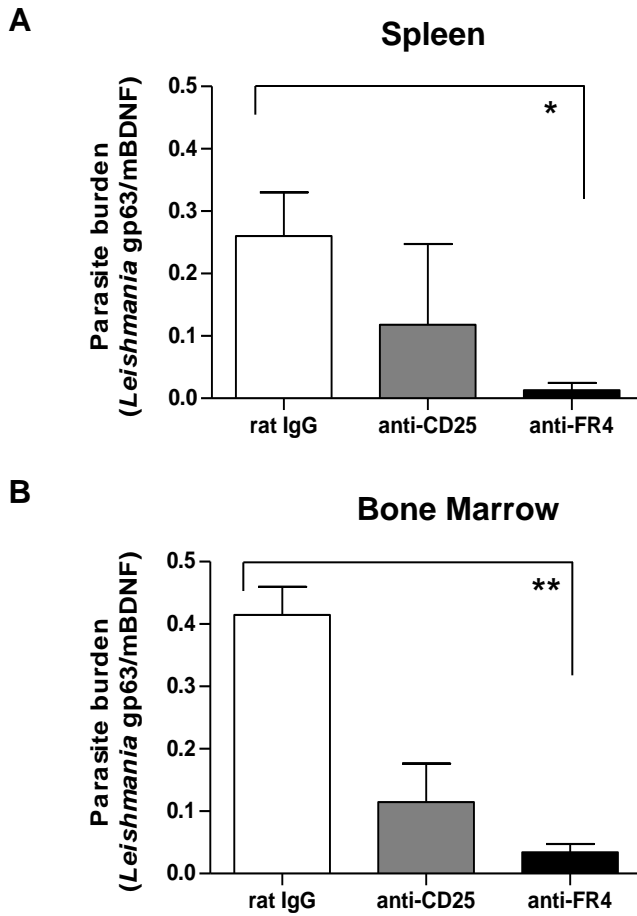 A
Spleen
Parasite burden
(Leishmania gp63/mBDNF)
0.5
0.4
0.3
0.2
0.1
0.0
*
rat IgG anti-CD25 anti-FR4
B
Bone Marrow
Parasite burden
(Leishmania gp63/mBDNF)
0.5
0.4
0.3
0.2
0.1
0.0
**
rat IgG anti-CD25 anti-FR4